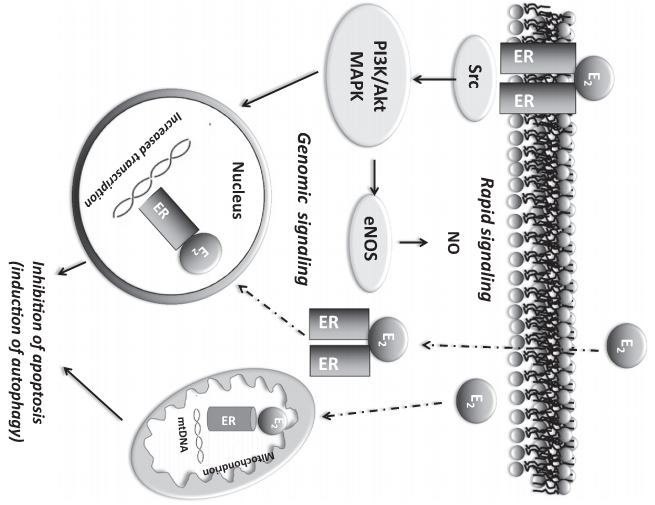 E2
ER
ER
Src
PI3K/Akt
MAPK
eNOS
NO
Rapid signaling
E2
E2
ER
ER
E2
Genomic signaling
Nucleus
Increased transcription
ER
E2
Mitochondrion
ER
E2
mtDNA
Inhibition of apoptosis
(induction of autophagy)